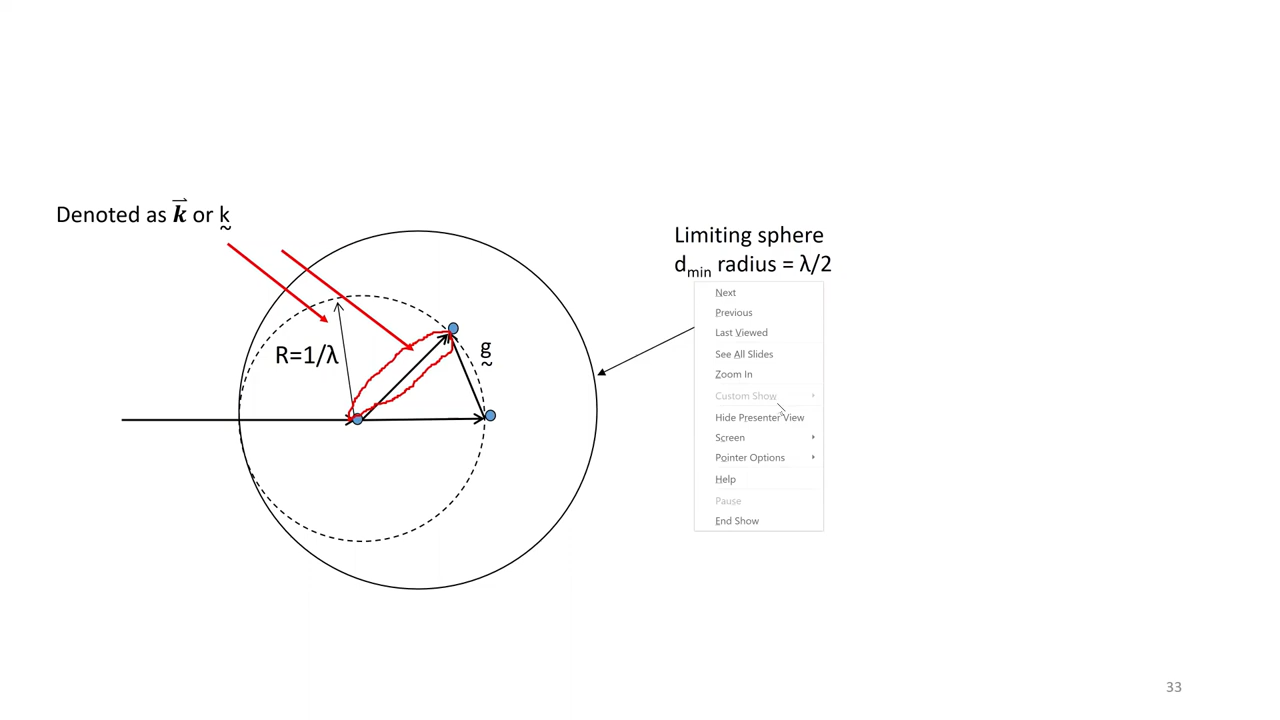 Denoted as k⃗ or k̰
Limiting sphere
dmin radius = λ/2
R=1/λ
g̰
Next
Previous
Last Viewed
See All Slides
Zoom In
Custom Show
Hide Presenter View
Screen
Pointer Options
Help
Pause
End Show
33